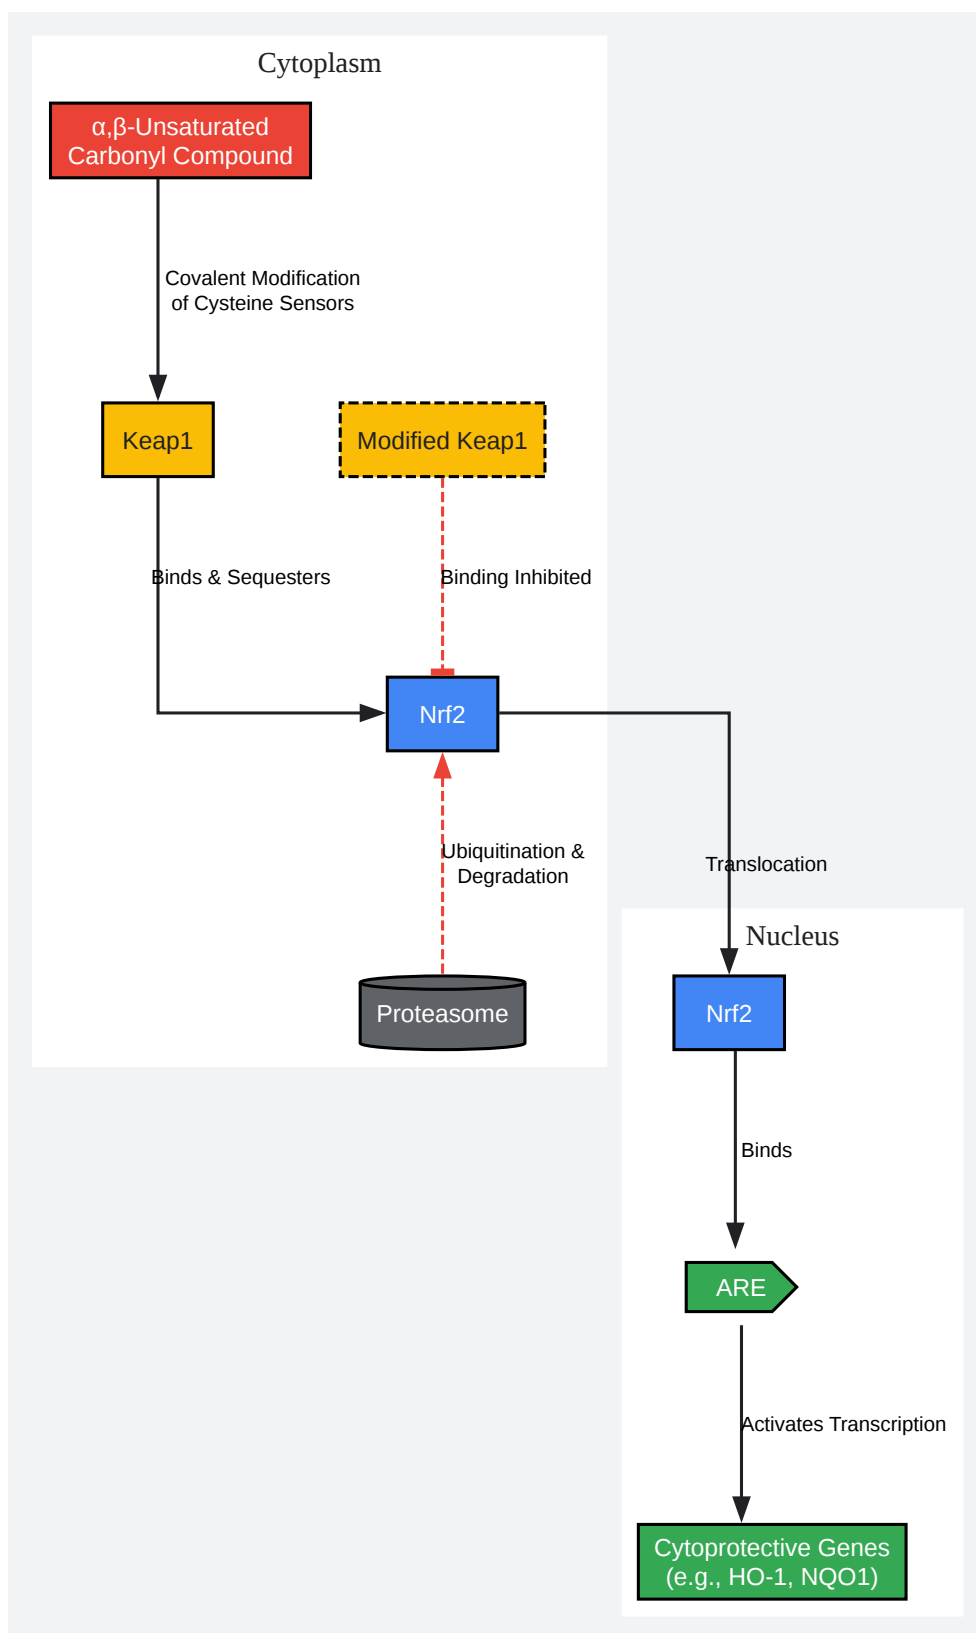 Cytoplasm
α,β-Unsaturated
Carbonyl Compound
Covalent Modification
of Cysteine Sensors
Keap1
Modified Keap1
Binds & Sequesters
Binding Inhibited
Nrf2
Ubiquitination &
Degradation
Translocation
Nucleus
Proteasome
Nrf2
Binds
ARE
Activates Transcription
Cytoprotective Genes
(e.g., HO-1, NQO1)